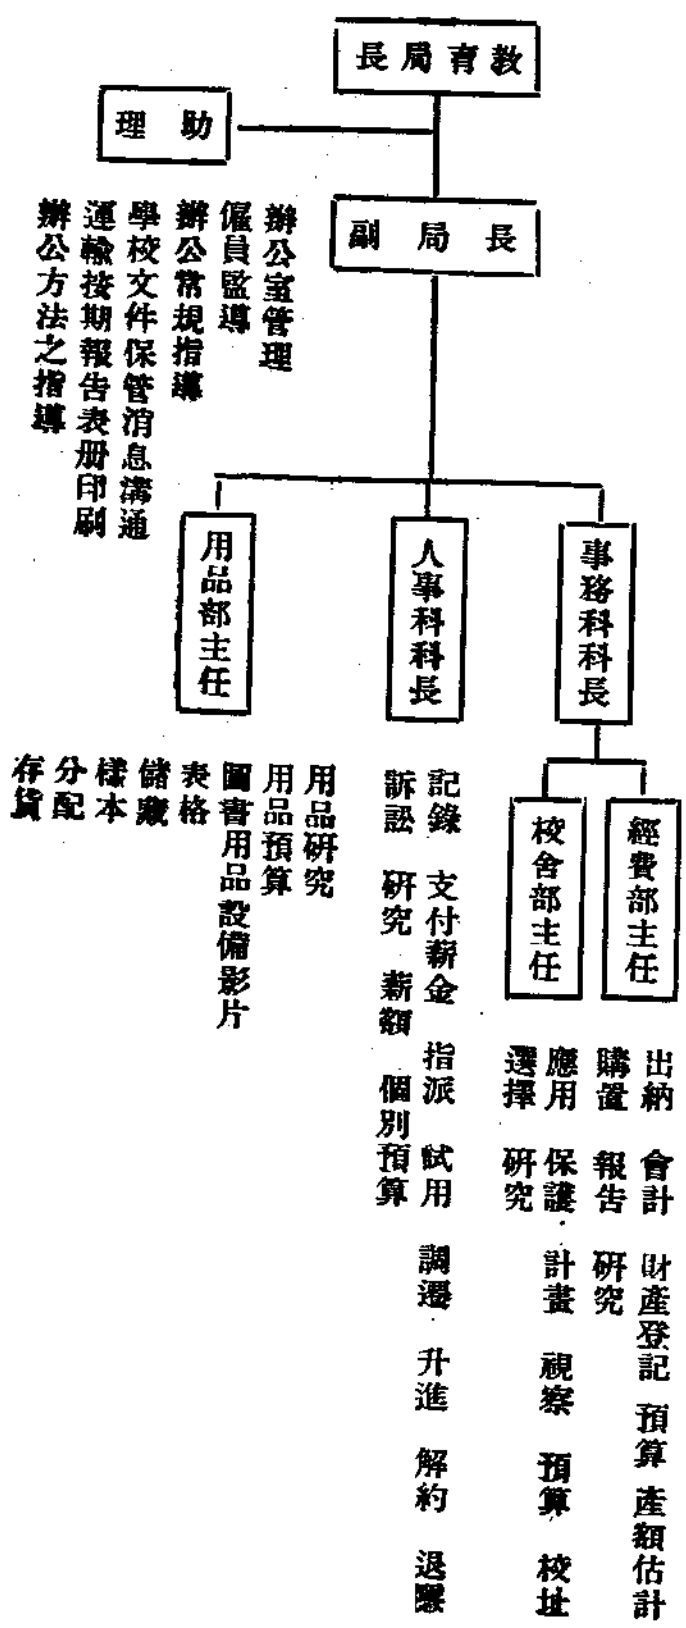 教育局長
助理
副局長
辦公室管理
僱員監導
辦公常規指導
學校文件保管消息溝通
運輸按期報告表册印刷
辦公方法之指導
事務科科長
人事科科長
用品部主任
經費部主任
校舍部主任
出納 會計 財產登記 預算 產額估計
購置 報告 研究
應用 保護 計畫 視察 預算 校址
選擇 研究
記錄 支付薪金 指派 試用 調遷 升進 解約 退職
訴訟 研究 薪額 個別預算
用品研究
用品預算
圖書用品設備影片
表格
儲藏
樣本
分配
存貨